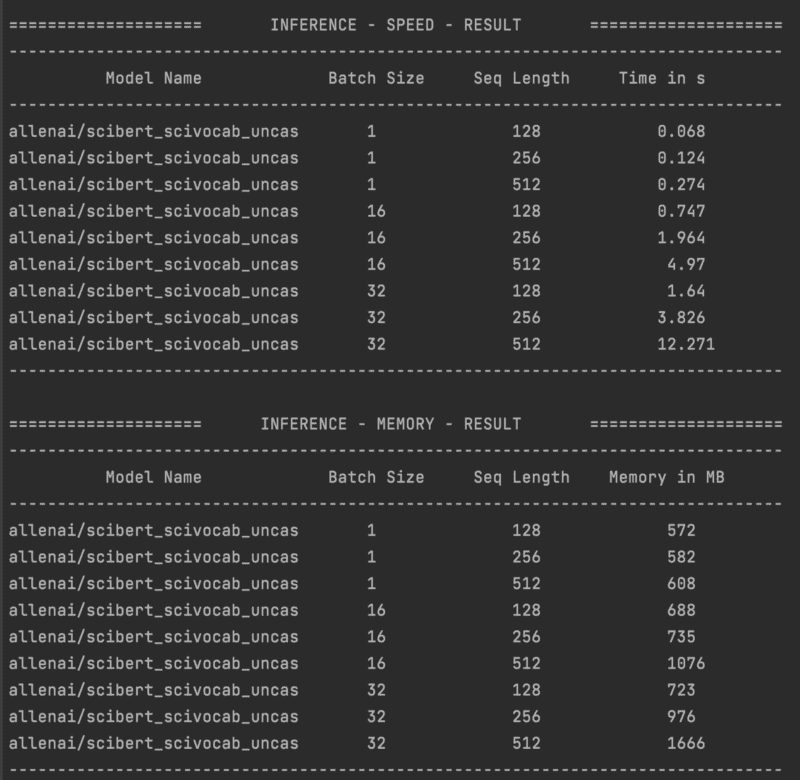 ====================       INFERENCE - SPEED - RESULT       ====================
--------------------------------------------------------------------------------
          Model Name             Batch Size     Seq Length     Time in s
--------------------------------------------------------------------------------
allenai/scibert_scivocab_uncas       1              128            0.068
allenai/scibert_scivocab_uncas       1              256            0.124
allenai/scibert_scivocab_uncas       1              512            0.274
allenai/scibert_scivocab_uncas       16             128            0.747
allenai/scibert_scivocab_uncas       16             256            1.964
allenai/scibert_scivocab_uncas       16             512             4.97
allenai/scibert_scivocab_uncas       32             128             1.64
allenai/scibert_scivocab_uncas       32             256            3.826
allenai/scibert_scivocab_uncas       32             512            12.271
--------------------------------------------------------------------------------
====================      INFERENCE - MEMORY - RESULT       ====================
--------------------------------------------------------------------------------
          Model Name             Batch Size     Seq Length    Memory in MB
--------------------------------------------------------------------------------
allenai/scibert_scivocab_uncas       1              128             572
allenai/scibert_scivocab_uncas       1              256             582
allenai/scibert_scivocab_uncas       1              512             608
allenai/scibert_scivocab_uncas       16             128             688
allenai/scibert_scivocab_uncas       16             256             735
allenai/scibert_scivocab_uncas       16             512             1076
allenai/scibert_scivocab_uncas       32             128             723
allenai/scibert_scivocab_uncas       32             256             976
allenai/scibert_scivocab_uncas       32             512             1666
--------------------------------------------------------------------------------